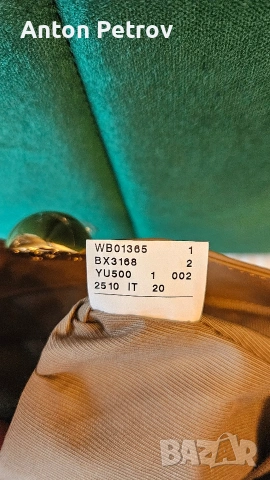 Anton Petrov
WB01365 1
BX3168 2
YU500 1 002
2510 IT 20
BAZAR